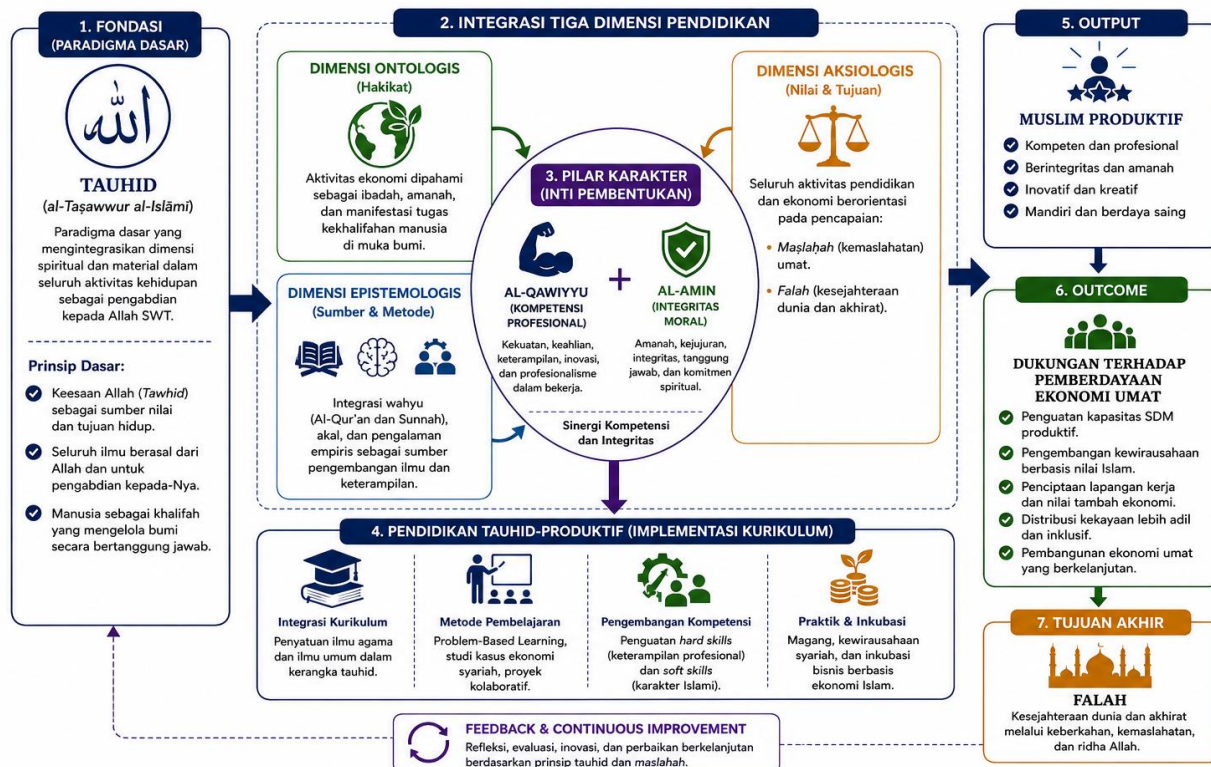 1. FONDASI
(PARADIGMA DASAR)
الله
TAUHID
(al-Taṣawwur al-Islāmi)
Paradigma dasar yang
mengintegrasikan dimensi
spiritual dan material dalam
seluruh aktivitas kehidupan
sebagai pengabdian
kepada Allah SWT.
Prinsip Dasar:
Keesaan Allah (Tawhid)
sebagai sumber nilai
dan tujuan hidup.
Seluruh ilmu berasal dari
Allah dan untuk
pengabdian kepada-Nya.
Manusia sebagai khalifah
yang mengelola bumi
secara bertanggung jawab.
2. INTEGRASI TIGA DIMENSI PENDIDIKAN
DIMENSI ONTOLOGIS
(Hakikat)
Aktivitas ekonomi dipahami
sebagai ibadah, amanah,
dan manifestasi tugas
kekhalifahan manusia
di muka bumi.
DIMENSI EPISTEMOLOGIS
(Sumber & Metode)
Integrasi wahyu
(Al-Qur'an dan Sunnah),
akal, dan pengalaman
empiris sebagai sumber
pengembangan ilmu dan
keterampilan.
3. PILAR KARAKTER
(INTI PEMBENTUKAN)
AL-QAWIYYU
(KOMPETENSI
PROFESIONAL)
Kekuatan, keahlian,
keterampilan, inovasi,
dan profesionalisme
dalam bekerja.
+
AL-AMIN
(INTEGRITAS
MORAL)
Amanah, kejujuran,
integritas, tanggung
jawab, dan komitmen
spiritual.
Sinergi Kompetensi
dan Integritas
DIMENSI AKSIOLOGIS
(Nilai & Tujuan)
Seluruh aktivitas pendidikan
dan ekonomi berorientasi
pada pencapaian:
• Maṣlaḥah (kemaslahatan)
umat.
• Falah (kesejahteraan
dunia dan akhirat).
4. PENDIDIKAN TAUHID-PRODUKTIF (IMPLEMENTASI KURIKULUM)
Integrasi Kurikulum
Penyatuan ilmu agama
dan ilmu umum dalam
kerangka tauhid.
Metode Pembelajaran
Problem-Based Learning,
studi kasus ekonomi
syariah, proyek
kolaboratif.
Pengembangan Kompetensi
Penguatan hard skills
(keterampilan profesional)
dan soft skills
(karakter Islami).
Praktik & Inkubasi
Magang, kewirausahaan
syariah, dan inkubasi
bisnis berbasis
ekonomi Islam.
5. OUTPUT
MUSLIM PRODUKTIF
Kompeten dan profesional
Berintegritas dan amanah
Inovatif dan kreatif
Mandiri dan berdaya saing
6. OUTCOME
DUKUNGAN TERHADAP
PEMBERDAYAAN
EKONOMI UMAT
Penguatan kapasitas SDM
produktif.
Pengembangan kewirausahaan
berbasis nilai Islam.
Penciptaan lapangan kerja
dan nilai tambah ekonomi.
Distribusi kekayaan lebih adil
dan inklusif.
Pembangunan ekonomi umat
yang berkelanjutan.
7. TUJUAN AKHIR
FALAH
Kesejahteraan dunia dan akhirat
melalui keberkahan, kemaslahatan,
dan ridha Allah.
FEEDBACK & CONTINUOUS IMPROVEMENT
Refleksi, evaluasi, inovasi, dan perbaikan berkelanjutan
berdasarkan prinsip tauhid dan maslahah.